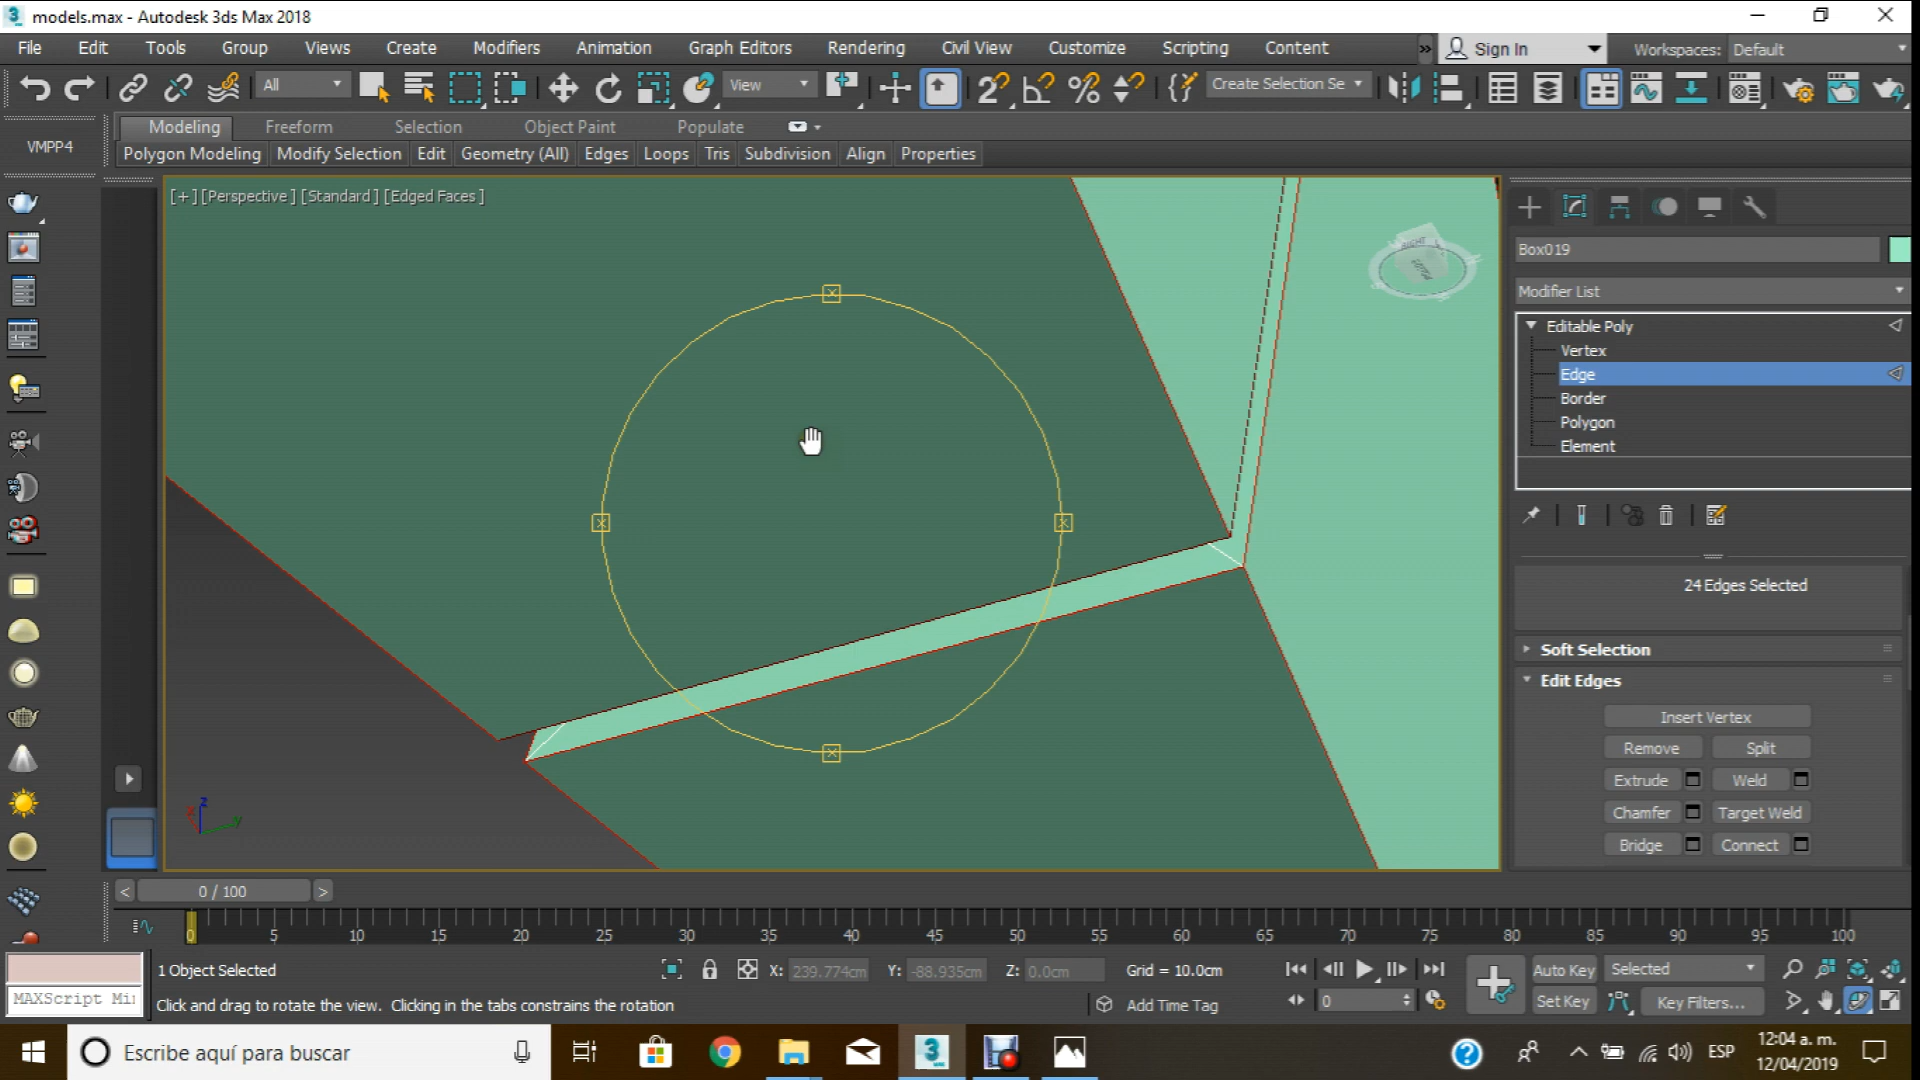 models.max - Autodesk 3ds Max 2018
File Edit Tools Group Views Create Modifiers Animation Graph Editors Rendering Civil View Customize Scripting Content » Sign In Workspaces: Default
All View Create Selection Se
VMPP4 Modeling Freeform Selection Object Paint Populate
Polygon Modeling Modify Selection Edit Geometry (All) Edges Loops Tris Subdivision Align Properties
[+] [Perspective] [Standard] [Edged Faces]
Box019
Modifier List
Editable Poly
Vertex
Edge
Border
Polygon
Element
24 Edges Selected
Soft Selection
Edit Edges
Insert Vertex
Remove Split
Extrude Weld
Chamfer Target Weld
Bridge Connect
z
x y
< 0 / 100 >
0 5 10 15 20 25 30 35 40 45 50 55 60 65 70 75 80 85 90 95 100
1 Object Selected X: 239.774cm Y: -88.935cm Z: 0.0cm Grid = 10.0cm Auto Key Selected
MAXScript Mi
Click and drag to rotate the view. Clicking in the tabs constrains the rotation Add Time Tag 0 Set Key Key Filters...
Escribe aquí para buscar
ESP
12:04 a. m.
12/04/2019